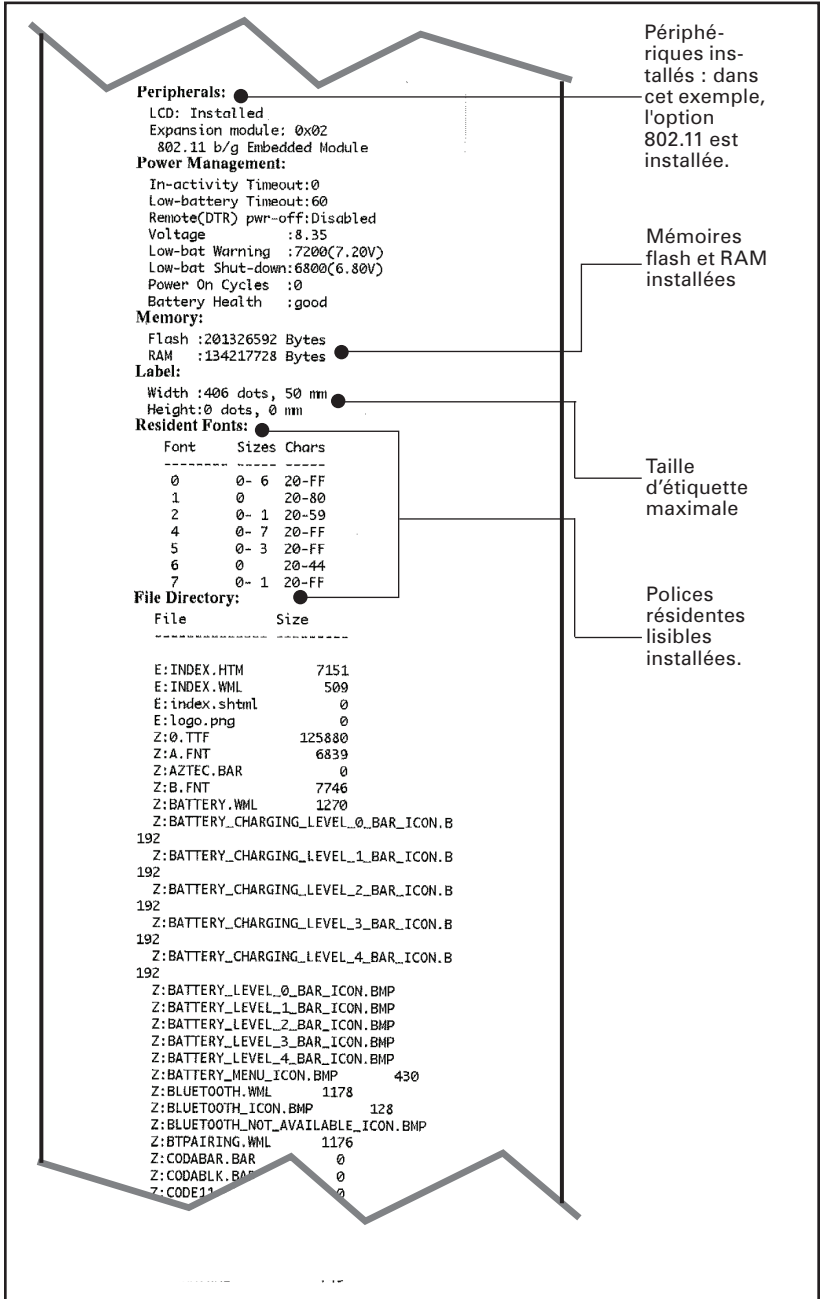 Peripherals:
LCD: Installed
Expansion module: 0x02
802.11 b/g Embedded Module
Power Management:
In-activity Timeout:0
Low-battery Timeout:60
Remote(DTR) pwr-off:Disabled
Voltage :8.35
Low-bat Warning :7200(7.20V)
Low-bat Shut-down:6800(6.80V)
Power On Cycles :0
Battery Health :good
Memory:
Flash :201326592 Bytes
RAM :134217728 Bytes
Label:
Width :406 dots, 50 mm
Height:0 dots, 0 mm
Resident Fonts:
Font Sizes Chars
-------- ----- -----
0 0- 6 20-FF
1 0 20-80
2 0- 1 20-59
4 0- 7 20-FF
5 0- 3 20-FF
6 0 20-44
7 0- 1 20-FF
File Directory:
File Size
--------------- ---------
E:INDEX.HTM 7151
E:INDEX.WML 509
E:index.shtml 0
E:logo.png 0
Z:0.TTF 125880
Z:A.FNT 6839
Z:AZTEC.BAR 0
Z:B.FNT 7746
Z:BATTERY.WML 1270
Z:BATTERY_CHARGING_LEVEL_0_BAR_ICON.B
192
Z:BATTERY_CHARGING_LEVEL_1_BAR_ICON.B
192
Z:BATTERY_CHARGING_LEVEL_2_BAR_ICON.B
192
Z:BATTERY_CHARGING_LEVEL_3_BAR_ICON.B
192
Z:BATTERY_CHARGING_LEVEL_4_BAR_ICON.B
192
Z:BATTERY_LEVEL_0_BAR_ICON.BMP
Z:BATTERY_LEVEL_1_BAR_ICON.BMP
Z:BATTERY_LEVEL_2_BAR_ICON.BMP
Z:BATTERY_LEVEL_3_BAR_ICON.BMP
Z:BATTERY_LEVEL_4_BAR_ICON.BMP
Z:BATTERY_MENU_ICON.BMP 430
Z:BLUETOOTH.WML 1178
Z:BLUETOOTH_ICON.BMP 128
Z:BLUETOOTH_NOT_AVAILABLE_ICON.BMP
Z:BTPAIRING.WML 1176
Z:CODABAR.BAR 0
Z:CODABLK.BA 0
Z:CODE11 0
Périphé-
riques ins-
tallés : dans
cet exemple,
l'option
802.11 est
installée.
Mémoires
flash et RAM
installées
Taille
d'étiquette
maximale
Polices
résidentes
lisibles
installées.